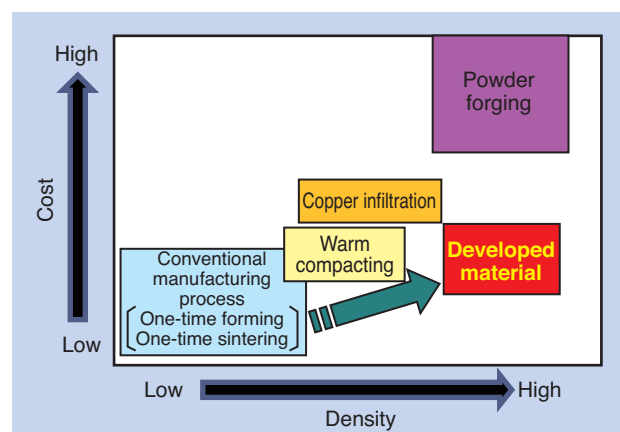 High
Cost
Low
Powder
forging
Copper infiltration
Warm
compacting
Developed
material
Conventional
manufacturing
process
One-time forming
One-time sintering
Low
High
Density